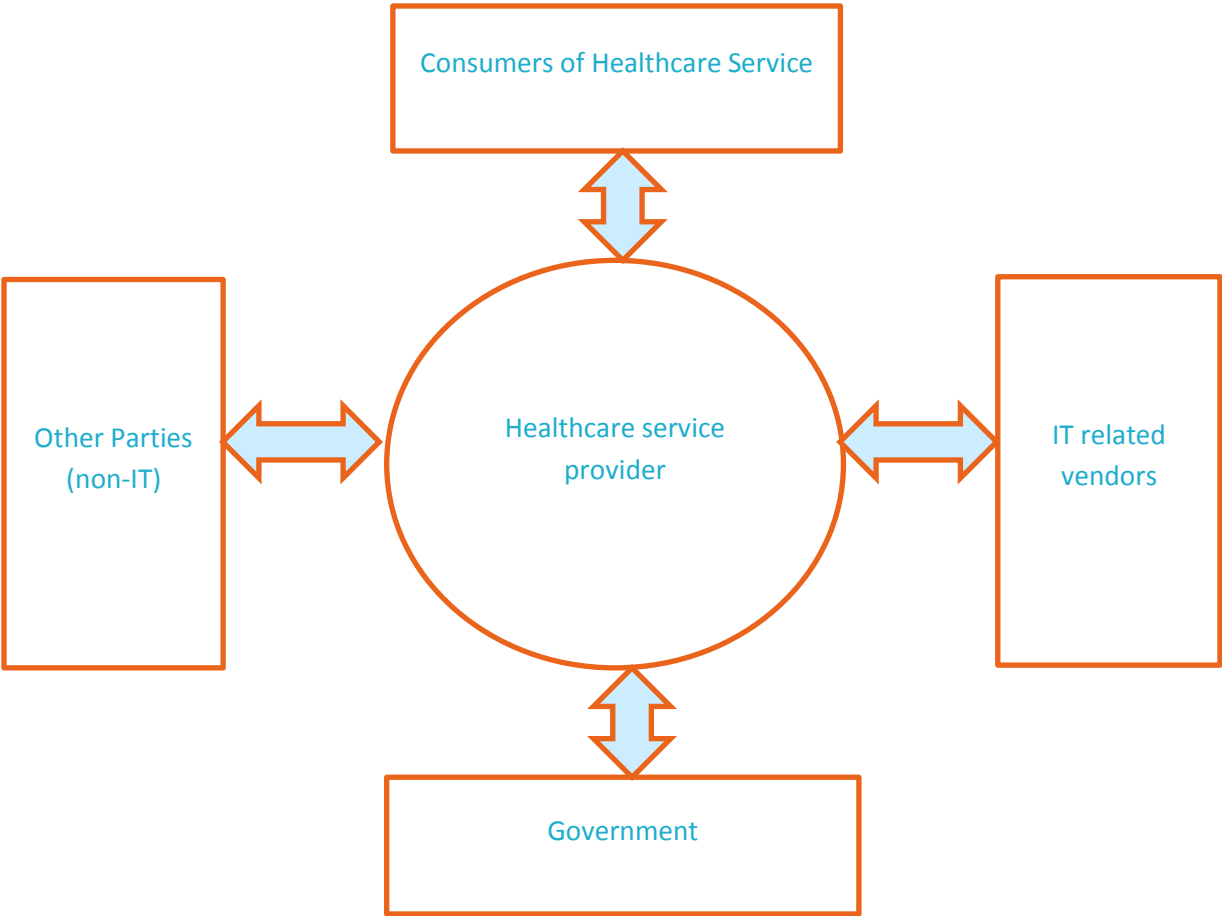 Consumers of Healthcare Service
Other Parties
(non-IT)
Healthcare service
provider
IT related
vendors
Government